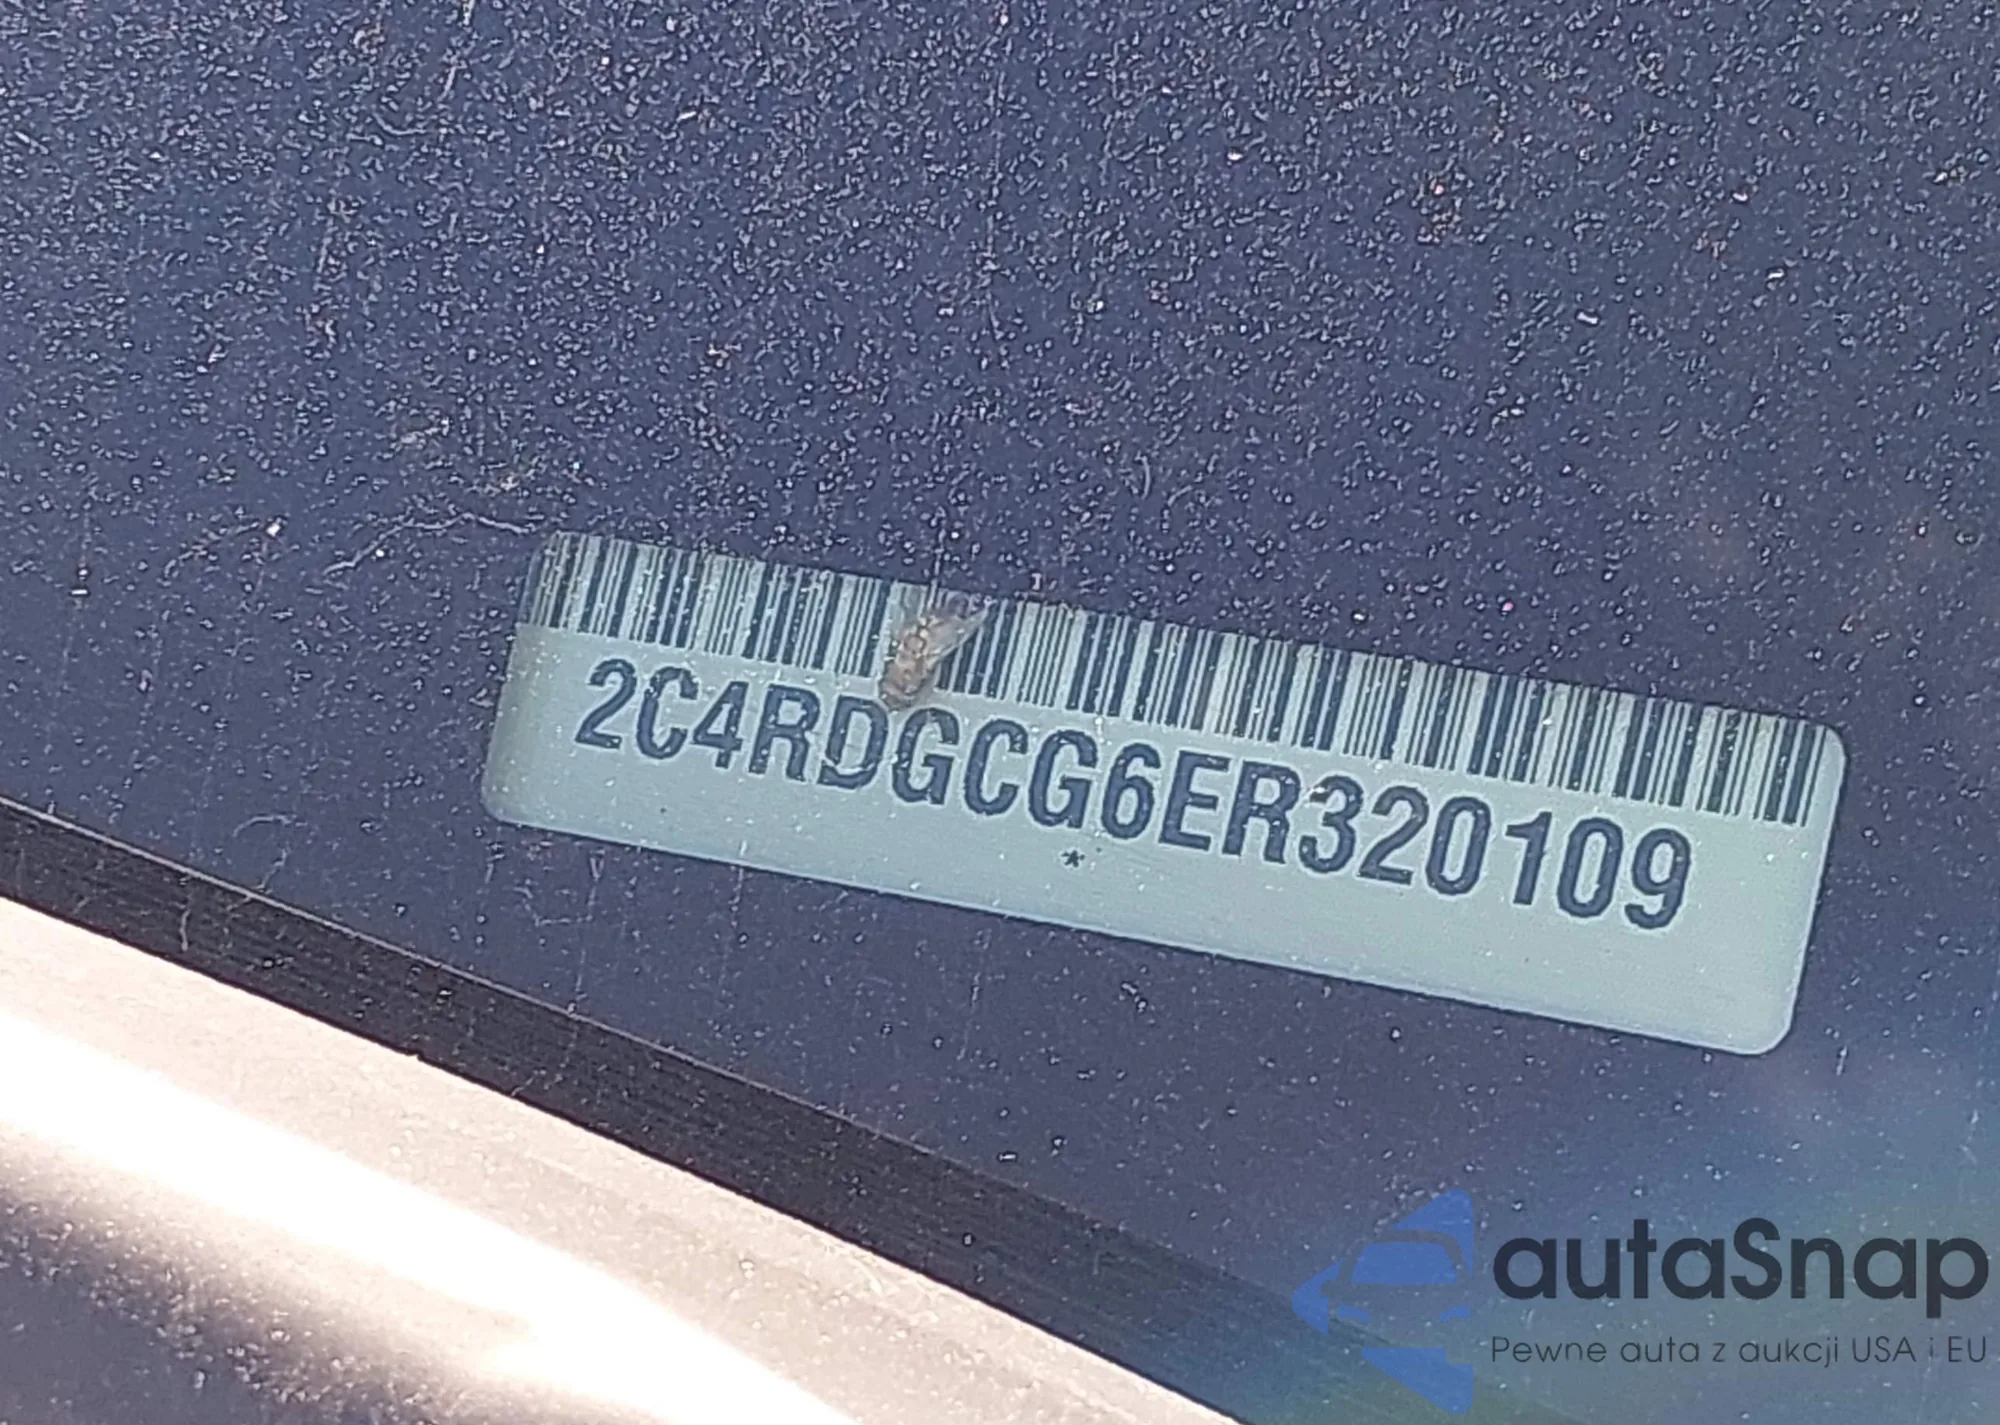 2C4RDGCG6ER320109
*
autaSnap
Pewne auta z aukcji USA i EU